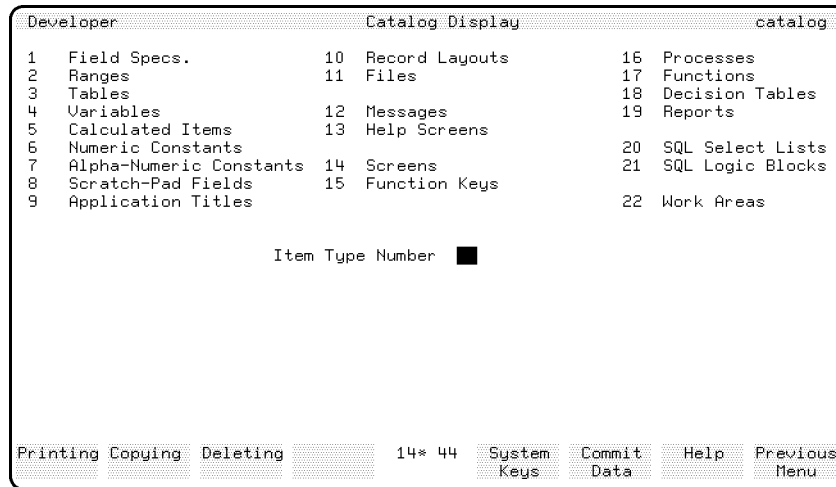 Developer Catalog Display catalog
1 Field Specs. 10 Record Layouts 16 Processes
2 Ranges 11 Files 17 Functions
3 Tables 18 Decision Tables
4 Variables 12 Messages 19 Reports
5 Calculated Items 13 Help Screens
6 Numeric Constants 20 SQL Select Lists
7 Alpha-Numeric Constants 14 Screens 21 SQL Logic Blocks
8 Scratch-Pad Fields 15 Function Keys
9 Application Titles 22 Work Areas
Item Type Number
Printing Copying Deleting 14* 44 System Commit Help Previous
Keys Data Menu